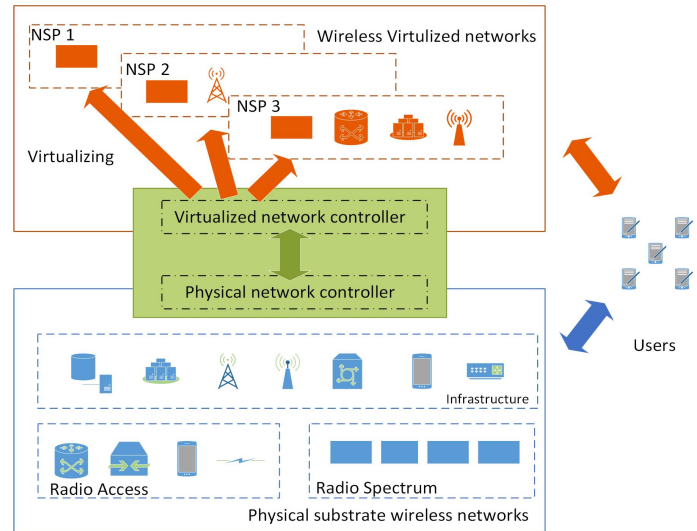 NSP 1
Wireless Virtulized networks
NSP 2
NSP 3
Virtualizing
Virtualized network controller
Physical network controller
Users
Infrastructure
Radio Access
Radio Spectrum
Physical substrate wireless networks